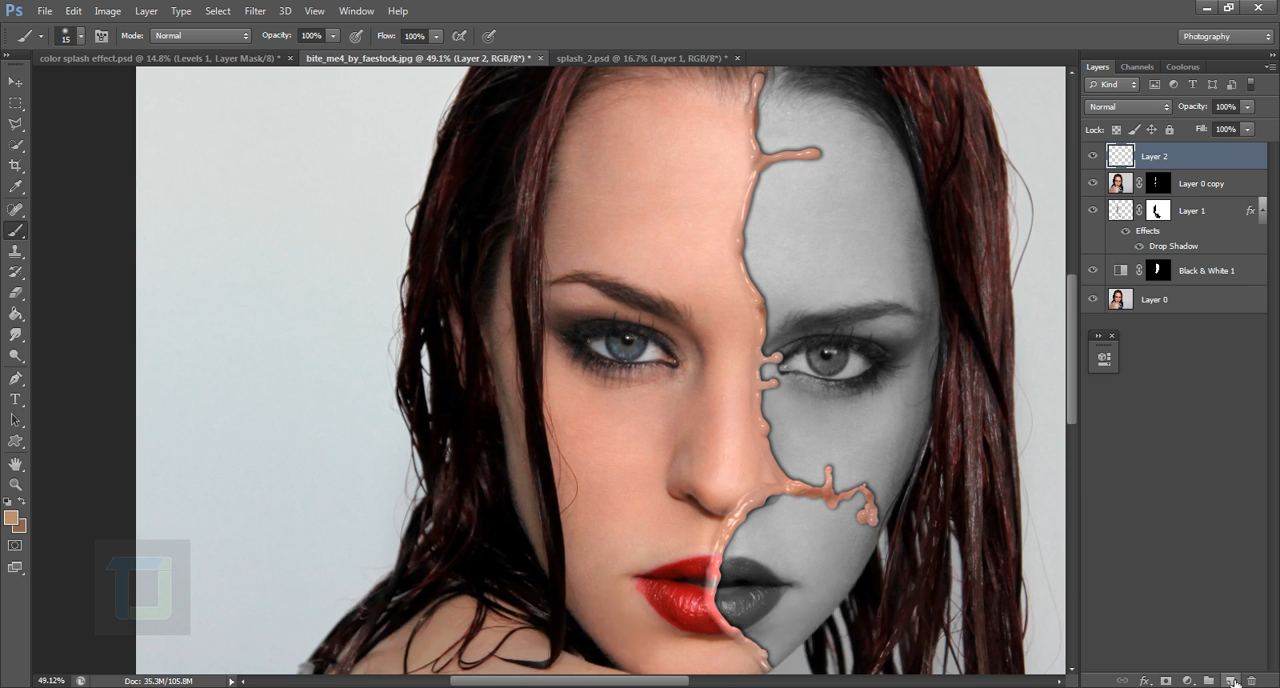 Ps File Edit Image Layer Type Select Filter 3D View Window Help
15 Mode: Normal Opacity: 100% Flow: 100% Photography
color splash effect.psd @ 14.8% (Levels 1, Layer Mask/8) * × bite_me4_by_faestock.jpg @ 49.1% (Layer 2, RGB/8*) * × splash_2.psd @ 16.7% (Layer 1, RGB/8*) * ×
Layers Channels Coolorus
Kind
Normal Opacity: 100%
Lock: Fill: 100%
Layer 2
Layer 0 copy
Layer 1 fx
Effects
Drop Shadow
Black & White 1
Layer 0
49.12% Doc: 35.3M/105.8M
fx